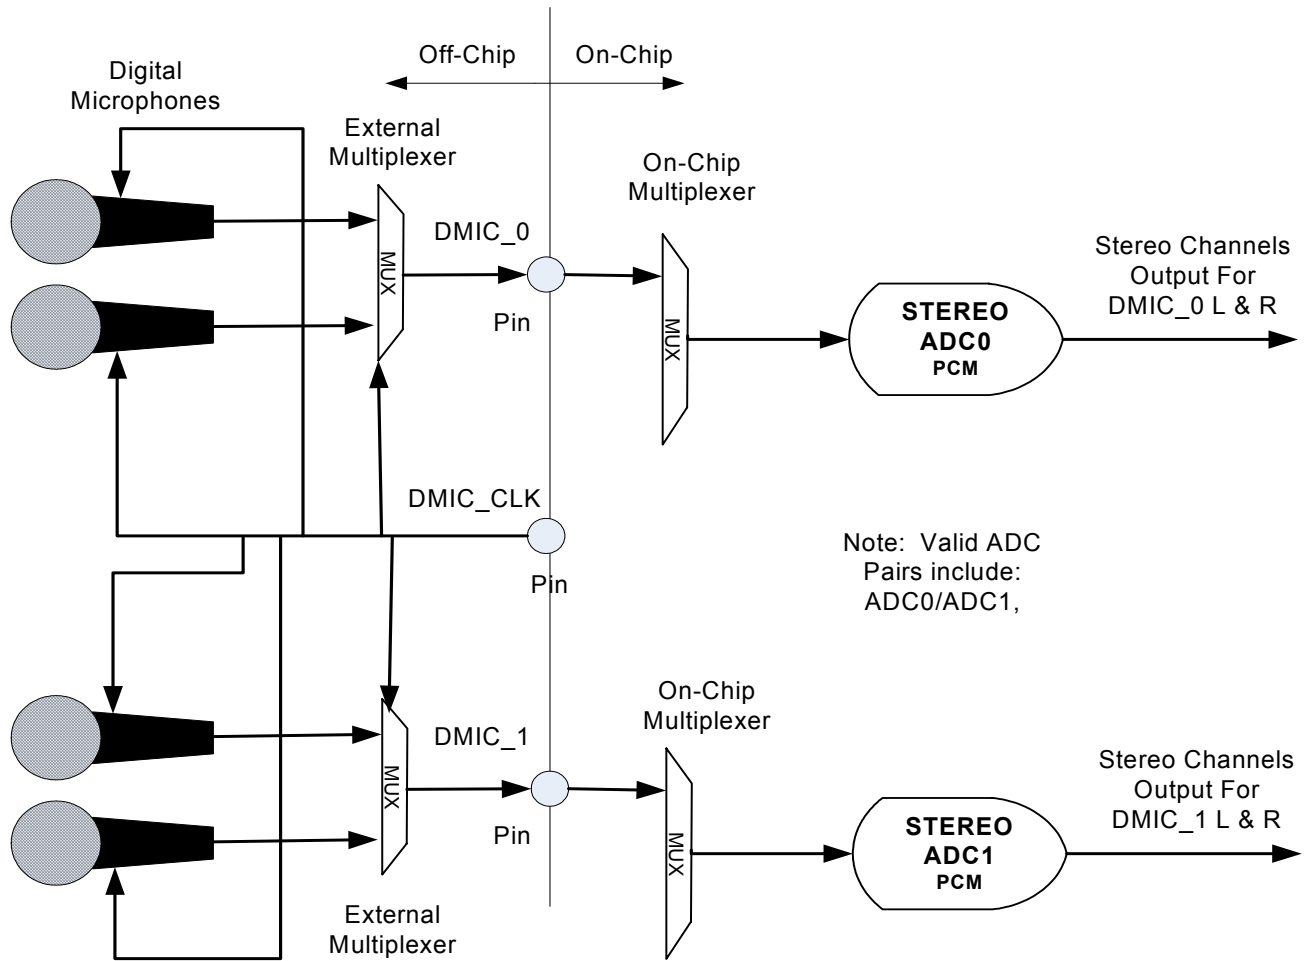 Off-Chip
On-Chip
Digital
Microphones
External
Multiplexer
On-Chip
Multiplexer
DMIC_0
MUX
Pin
MUX
STEREO
ADC0
PCM
Stereo Channels
Output For
DMIC_0 L & R
DMIC_CLK
Pin
Note: Valid ADC
Pairs include:
ADC0/ADC1,
On-Chip
Multiplexer
DMIC_1
MUX
Pin
MUX
STEREO
ADC1
PCM
Stereo Channels
Output For
DMIC_1 L & R
External
Multiplexer